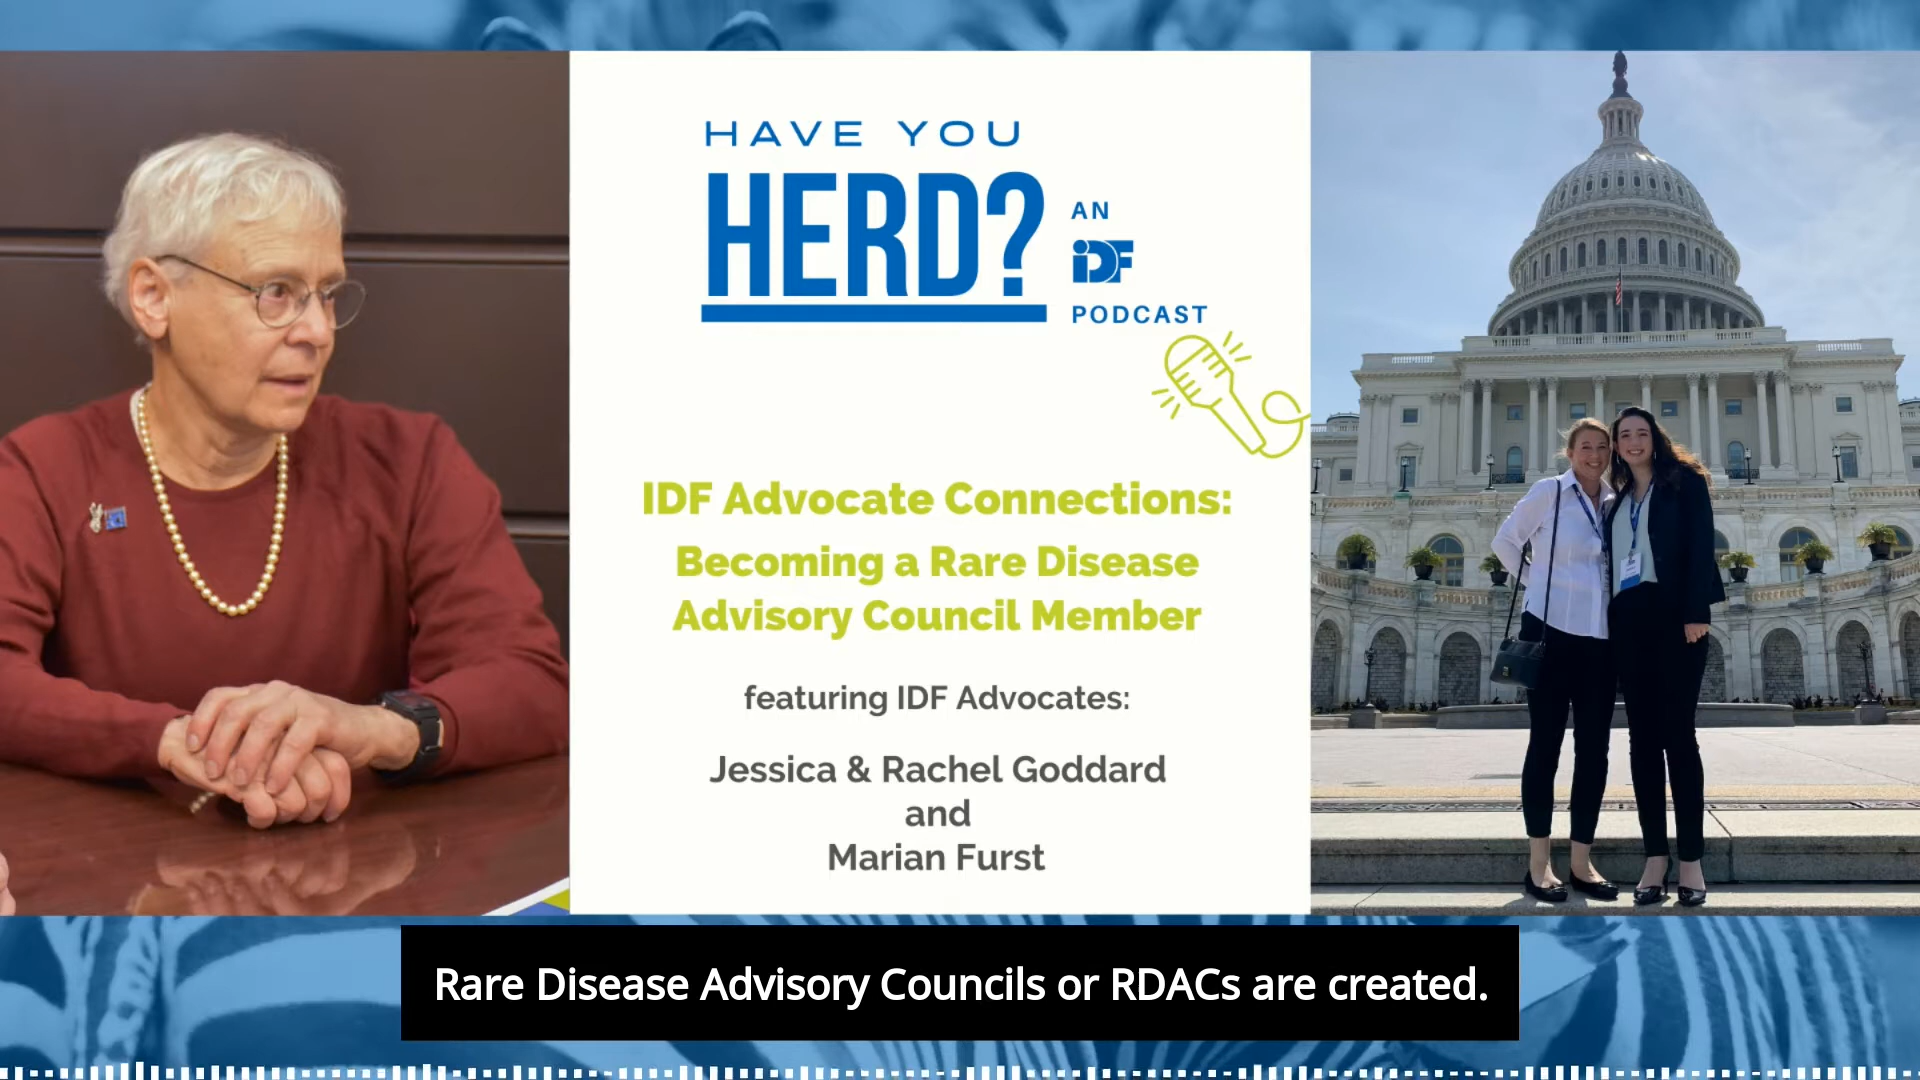 HAVE YOU
HERD?
AN
IDF
PODCAST
IDF Advocate Connections:
Becoming a Rare Disease
Advisory Council Member
featuring IDF Advocates:
Jessica & Rachel Goddard
and
Marian Furst
Rare Disease Advisory Councils or RDACs are created.